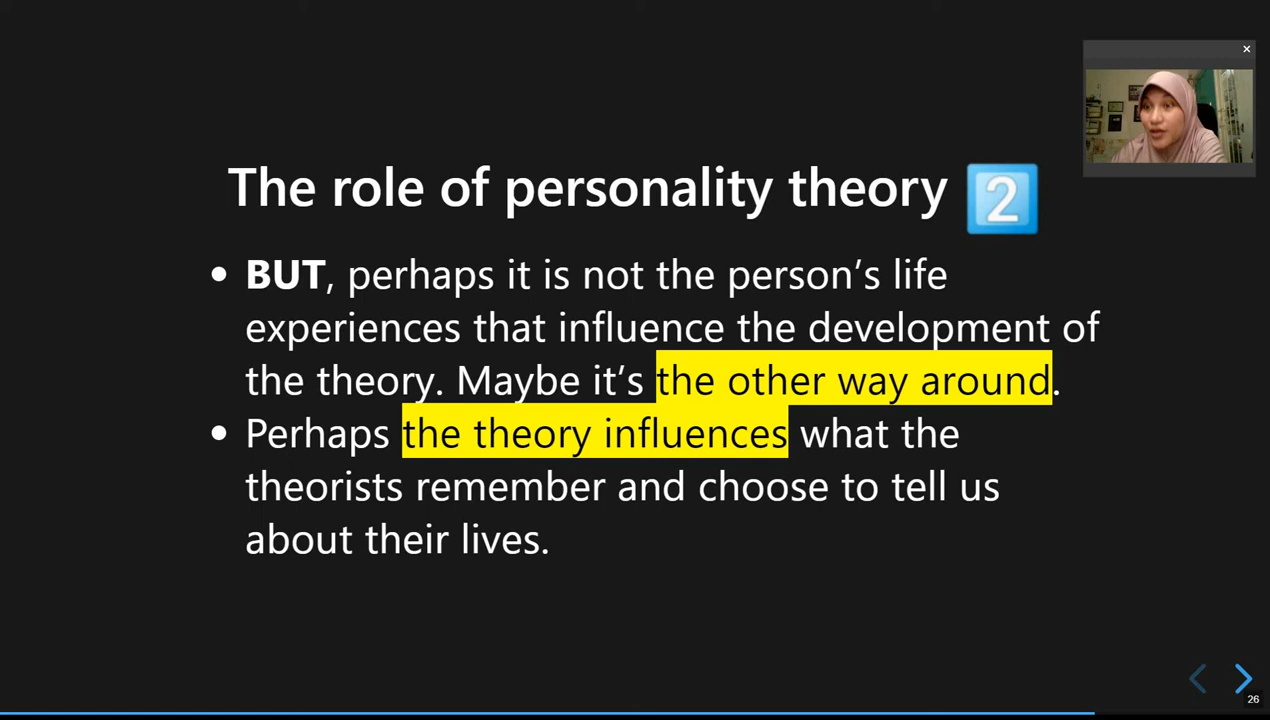 The role of personality theory 2️⃣
• BUT, perhaps it is not the person’s life
experiences that influence the development of
the theory. Maybe it’s the other way around.
• Perhaps the theory influences what the
theorists remember and choose to tell us
about their lives.
26